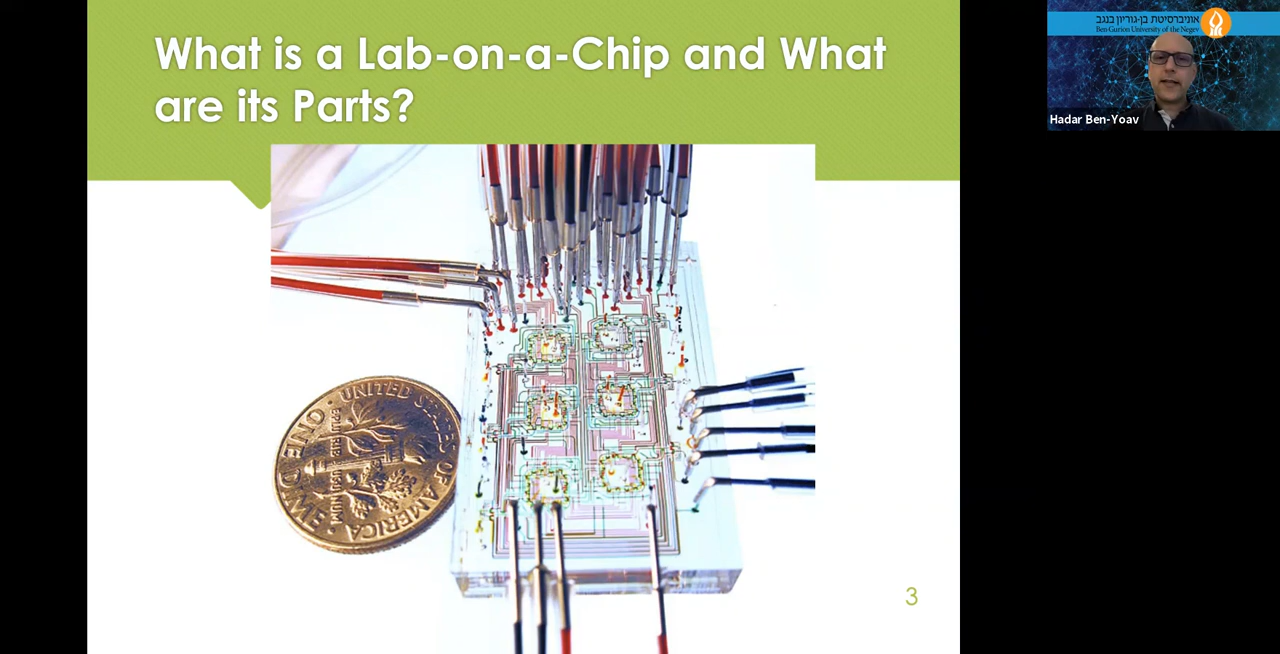 What is a Lab-on-a-Chip and What
are its Parts?
אוניברסיטת בן-גוריון בנגב
Ben-Gurion University of the Negev
Hadar Ben-Yoav
UNITED STATES OF AMERICA
ONE DIME
3